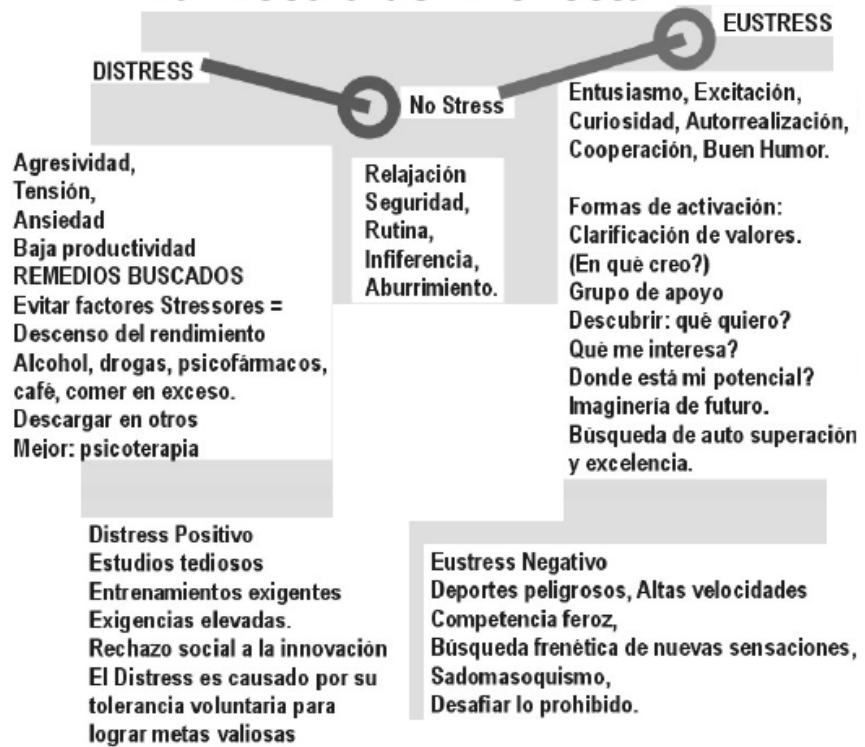 EUSTRESS
DISTRESS
No Stress
Agresividad,
Tensión,
Ansiedad
Baja productividad
REMEDIOS BUSCADOS
Evitar factores Stressores =
Descenso del rendimiento
Alcohol, drogas, psicofármacos,
café, comer en exceso.
Descargar en otros
Mejor: psicoterapia
Relajación
Seguridad,
Rutina,
Infiferencia,
Aburrimiento.
Entusiasmo, Excitación,
Curiosidad, Autorrealización,
Cooperación, Buen Humor.
Formas de activación:
Clarificación de valores.
(En qué creo?)
Grupo de apoyo
Descubrir: qué quiero?
Qué me interesa?
Donde está mi potencial?
Imaginería de futuro.
Búsqueda de auto superación
y excelencia.
Distress Positivo
Estudios tediosos
Entrenamientos exigentes
Exigencias elevadas.
Rechazo social a la innovación
El Distress es causado por su
tolerancia voluntaria para
lograr metas valiosas
Eustress Negativo
Deportes peligrosos, Altas velocidades
Competencia feroz,
Búsqueda frenética de nuevas sensaciones,
Sadomasoquismo,
Desafiar lo prohibido.